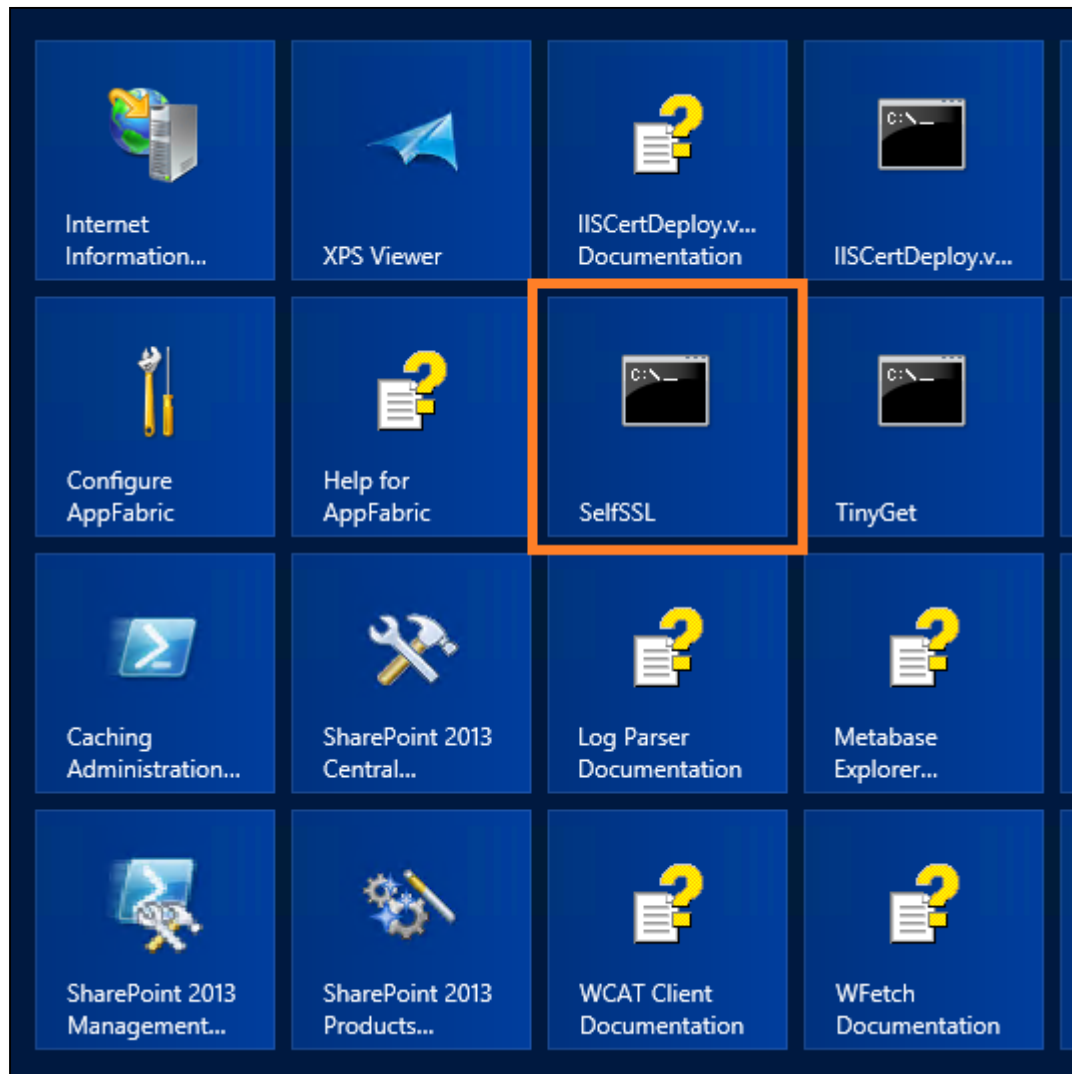 Internet
Information...
XPS Viewer
IISCertDeploy.v...
Documentation
C:\_
IISCertDeploy.v...
Configure
AppFabric
Help for
AppFabric
C:\_
SelfSSL
C:\_
TinyGet
Caching
Administration...
SharePoint 2013
Central...
Log Parser
Documentation
Metabase
Explorer...
SharePoint 2013
Management...
SharePoint 2013
Products...
WCAT Client
Documentation
WFetch
Documentation